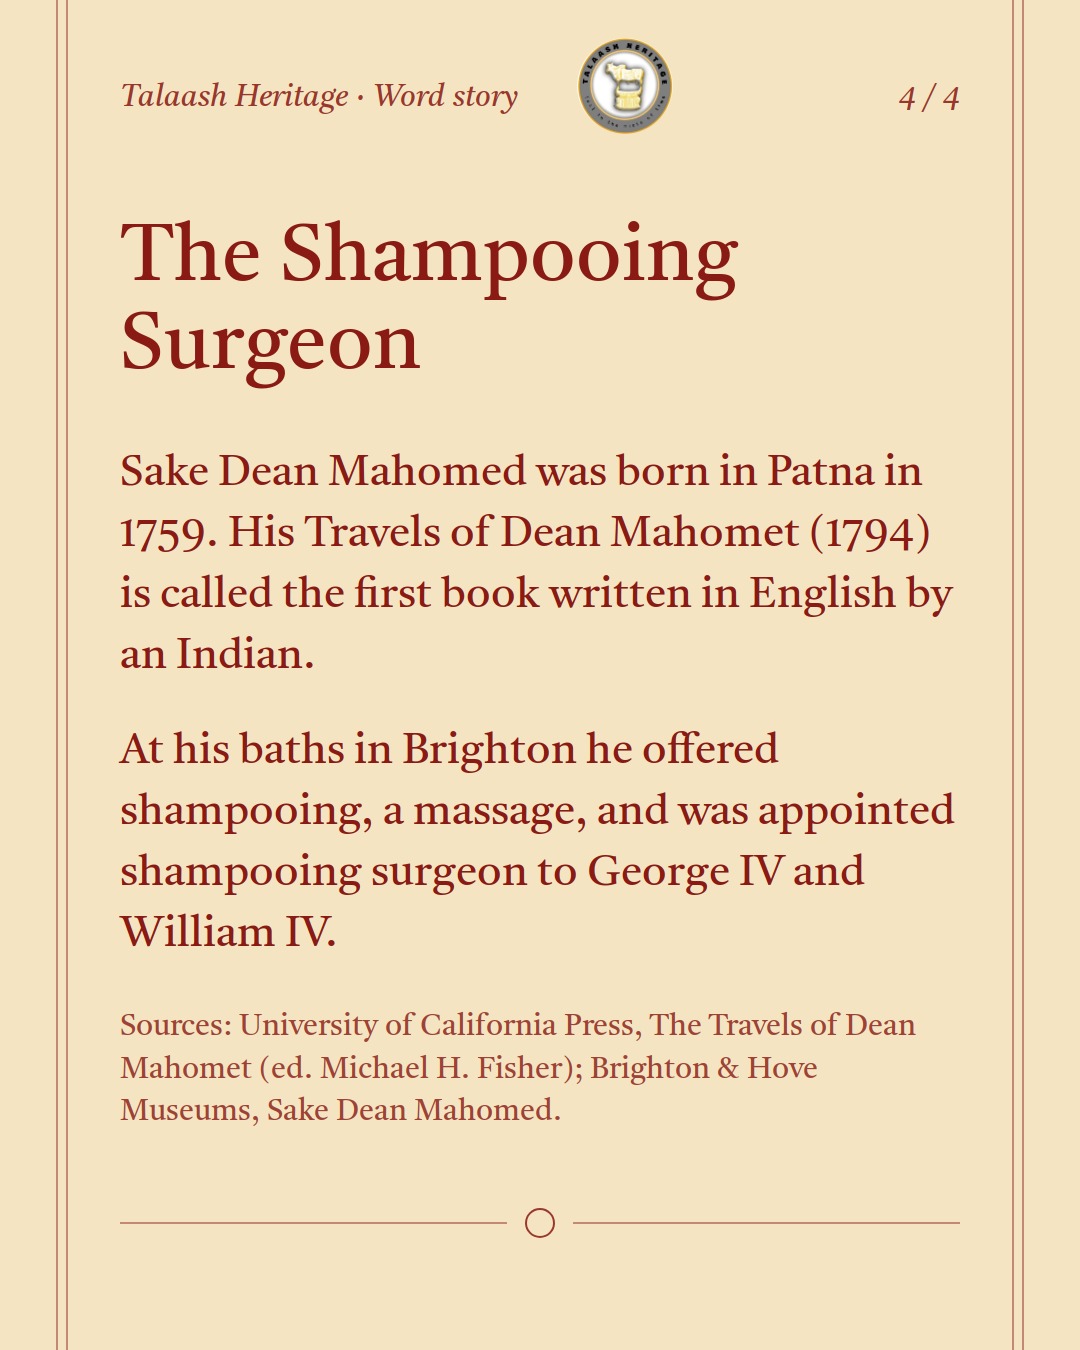 Talaash Heritage · Word story
TALAASH HERITAGE
4 / 4
The Shampooing
Surgeon
Sake Dean Mahomed was born in Patna in
1759. His Travels of Dean Mahomet (1794)
is called the first book written in English by
an Indian.
At his baths in Brighton he offered
shampooing, a massage, and was appointed
shampooing surgeon to George IV and
William IV.
Sources: University of California Press, The Travels of Dean
Mahomet (ed. Michael H. Fisher); Brighton & Hove
Museums, Sake Dean Mahomed.